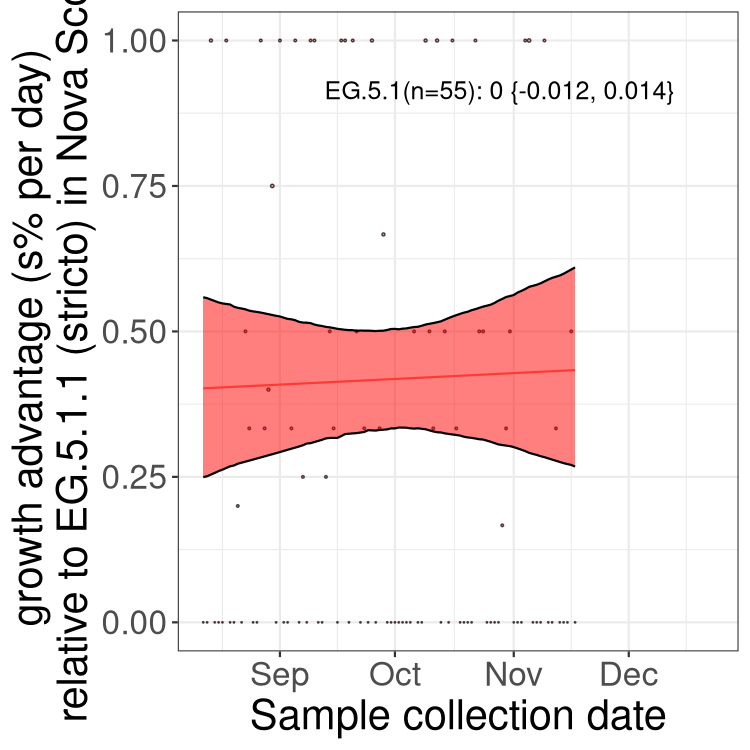 growth advantage (s% per day)
relative to EG.5.1.1 (stricto) in Nova Sco
1.00
0.75
0.50
0.25
0.00
EG.5.1(n=55): 0 {-0.012, 0.014}
Sep Oct Nov Dec
Sample collection date